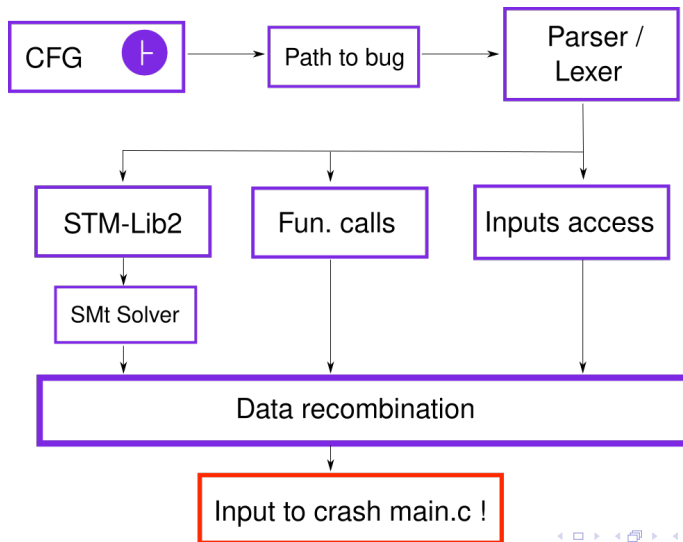 CFG
Path to bug
Parser /
Lexer
STM-Lib2
Fun. calls
Inputs access
SMt Solver
Data recombination
Input to crash main.c !